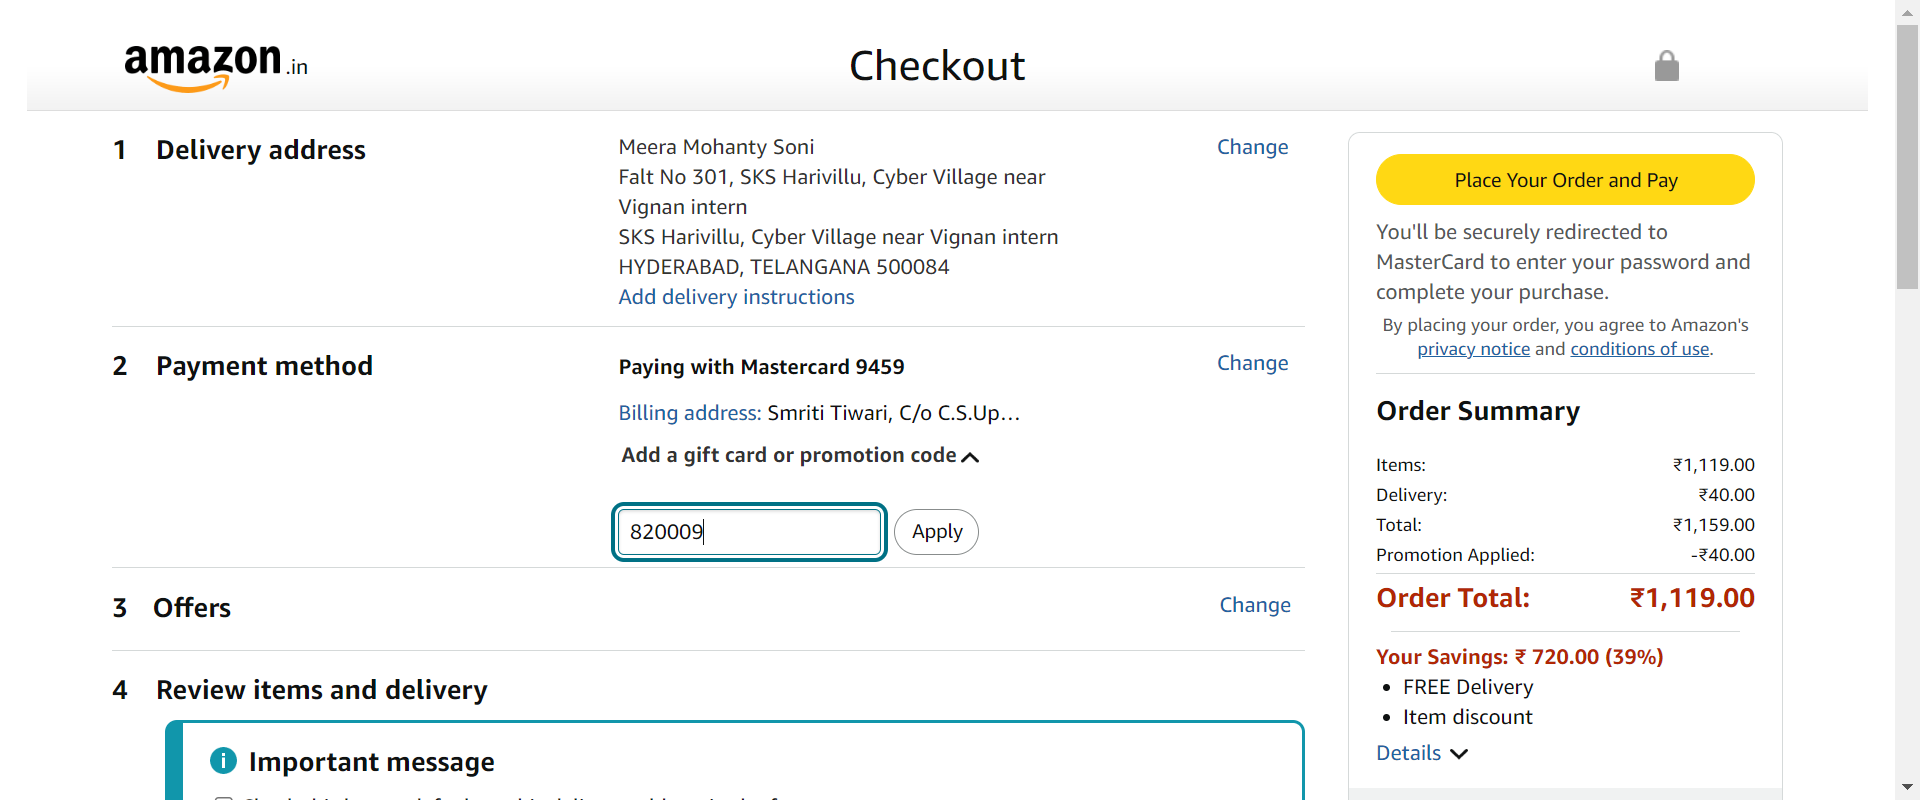 amazon.in
Checkout
1 Delivery address
Meera Mohanty Soni
Falt No 301, SKS Harivillu, Cyber Village near
Vignan intern
SKS Harivillu, Cyber Village near Vignan intern
HYDERABAD, TELANGANA 500084
Add delivery instructions
Change
2 Payment method
Paying with Mastercard 9459
Change
Billing address: Smriti Tiwari, C/o C.S.Up…
Add a gift card or promotion code
820009
Apply
3 Offers
Change
4 Review items and delivery
Important message
Place Your Order and Pay
You'll be securely redirected to
MasterCard to enter your password and
complete your purchase.
By placing your order, you agree to Amazon's
privacy notice and conditions of use.
Order Summary
Items: ₹1,119.00
Delivery: ₹40.00
Total: ₹1,159.00
Promotion Applied: -₹40.00
Order Total: ₹1,119.00
Your Savings: ₹ 720.00 (39%)
FREE Delivery
Item discount
Details